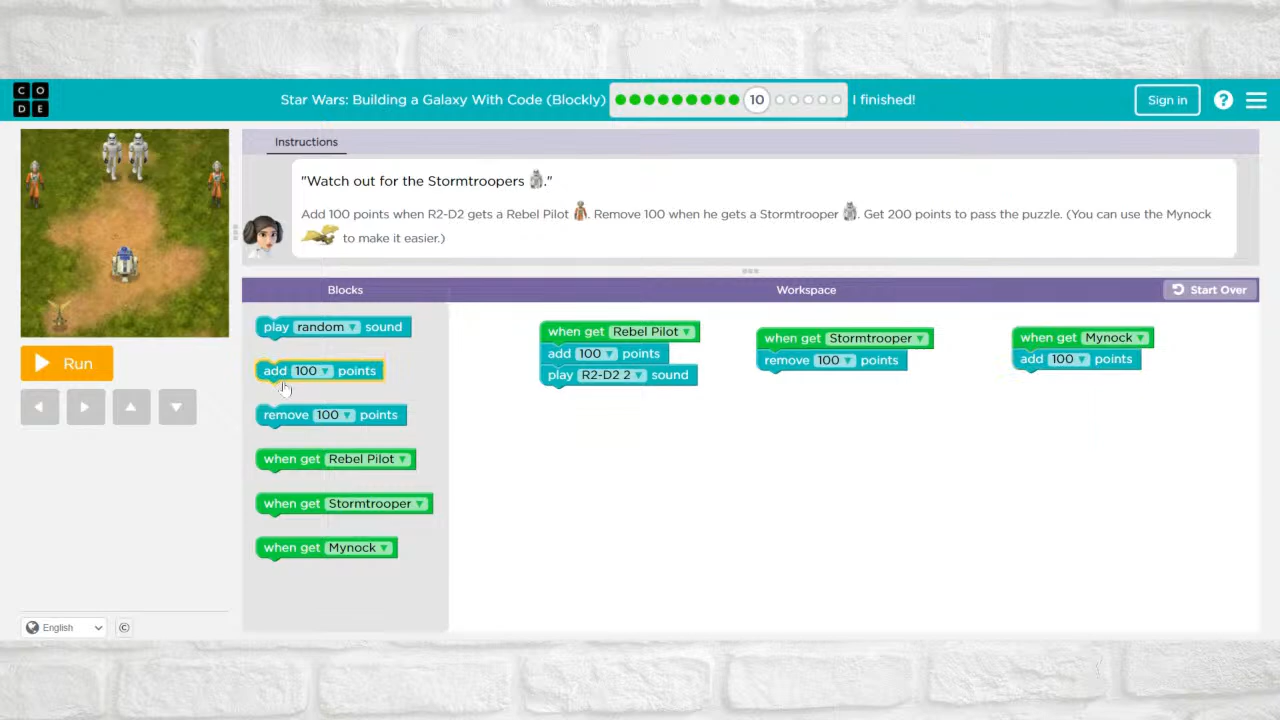 C O
D E
Star Wars: Building a Galaxy With Code (Blockly)
10
I finished!
Sign in
?
Instructions
"Watch out for the Stormtroopers ."
Add 100 points when R2-D2 gets a Rebel Pilot . Remove 100 when he gets a Stormtrooper . Get 200 points to pass the puzzle. (You can use the Mynock
to make it easier.)
Blocks
Workspace
Start Over
play random sound
add 100 points
remove 100 points
when get Rebel Pilot
when get Stormtrooper
when get Mynock
when get Rebel Pilot
add 100 points
play R2-D2 2 sound
when get Stormtrooper
remove 100 points
when get Mynock
add 100 points
Run
English
©